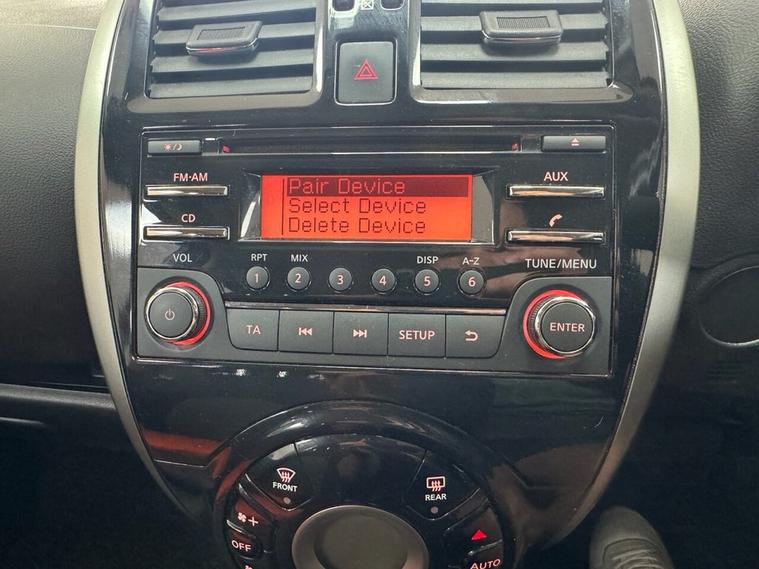 FM·AM
AUX
CD
Pair Device
Select Device
Delete Device
VOL
RPT
MIX
DISP
A–Z
TUNE/MENU
1
2
3
4
5
6
TA
SETUP
ENTER
FRONT
REAR
OFF
AUTO